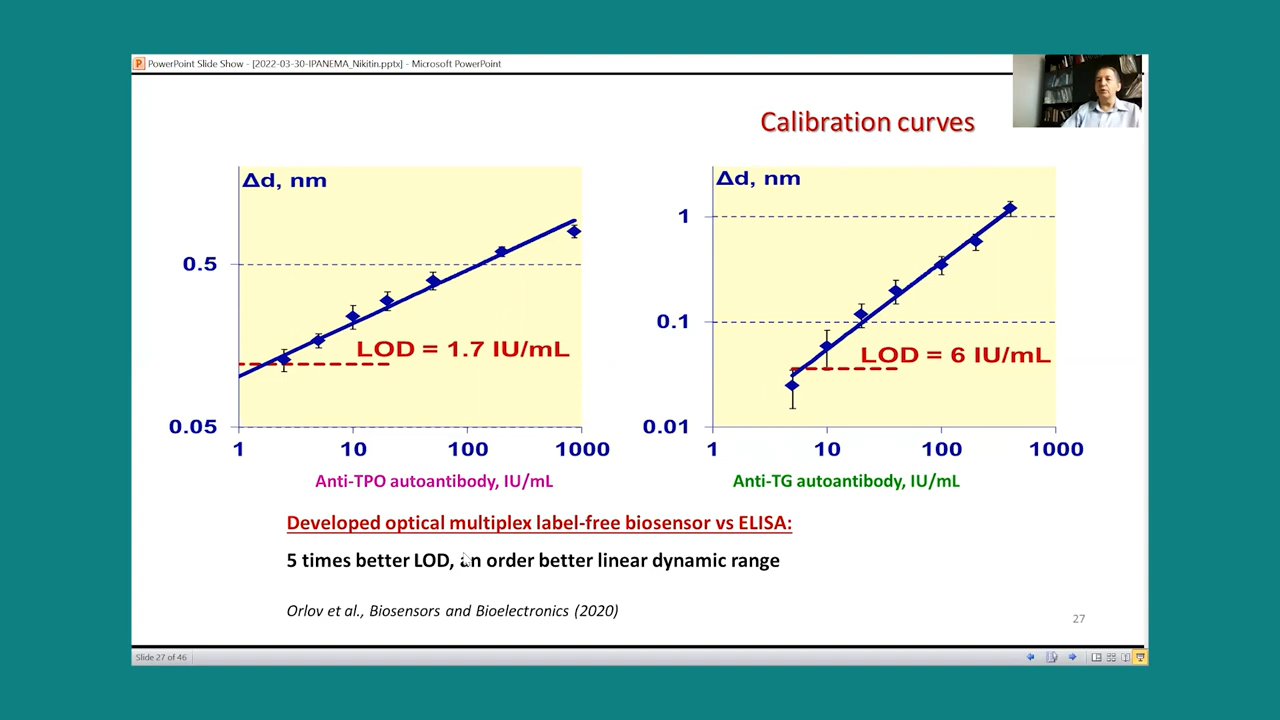 PowerPoint Slide Show - [2022-03-30-IPANEMA_Nikitin.pptx] - Microsoft PowerPoint
Calibration curves
Δd, nm
0.5
0.05
LOD = 1.7 IU/mL
1 10 100 1000
Anti-TPO autoantibody, IU/mL
Δd, nm
1
0.1
0.01
LOD = 6 IU/mL
1 10 100 1000
Anti-TG autoantibody, IU/mL
Developed optical multiplex label-free biosensor vs ELISA:
5 times better LOD, an order better linear dynamic range
Orlov et al., Biosensors and Bioelectronics (2020)
27
Slide 27 of 46